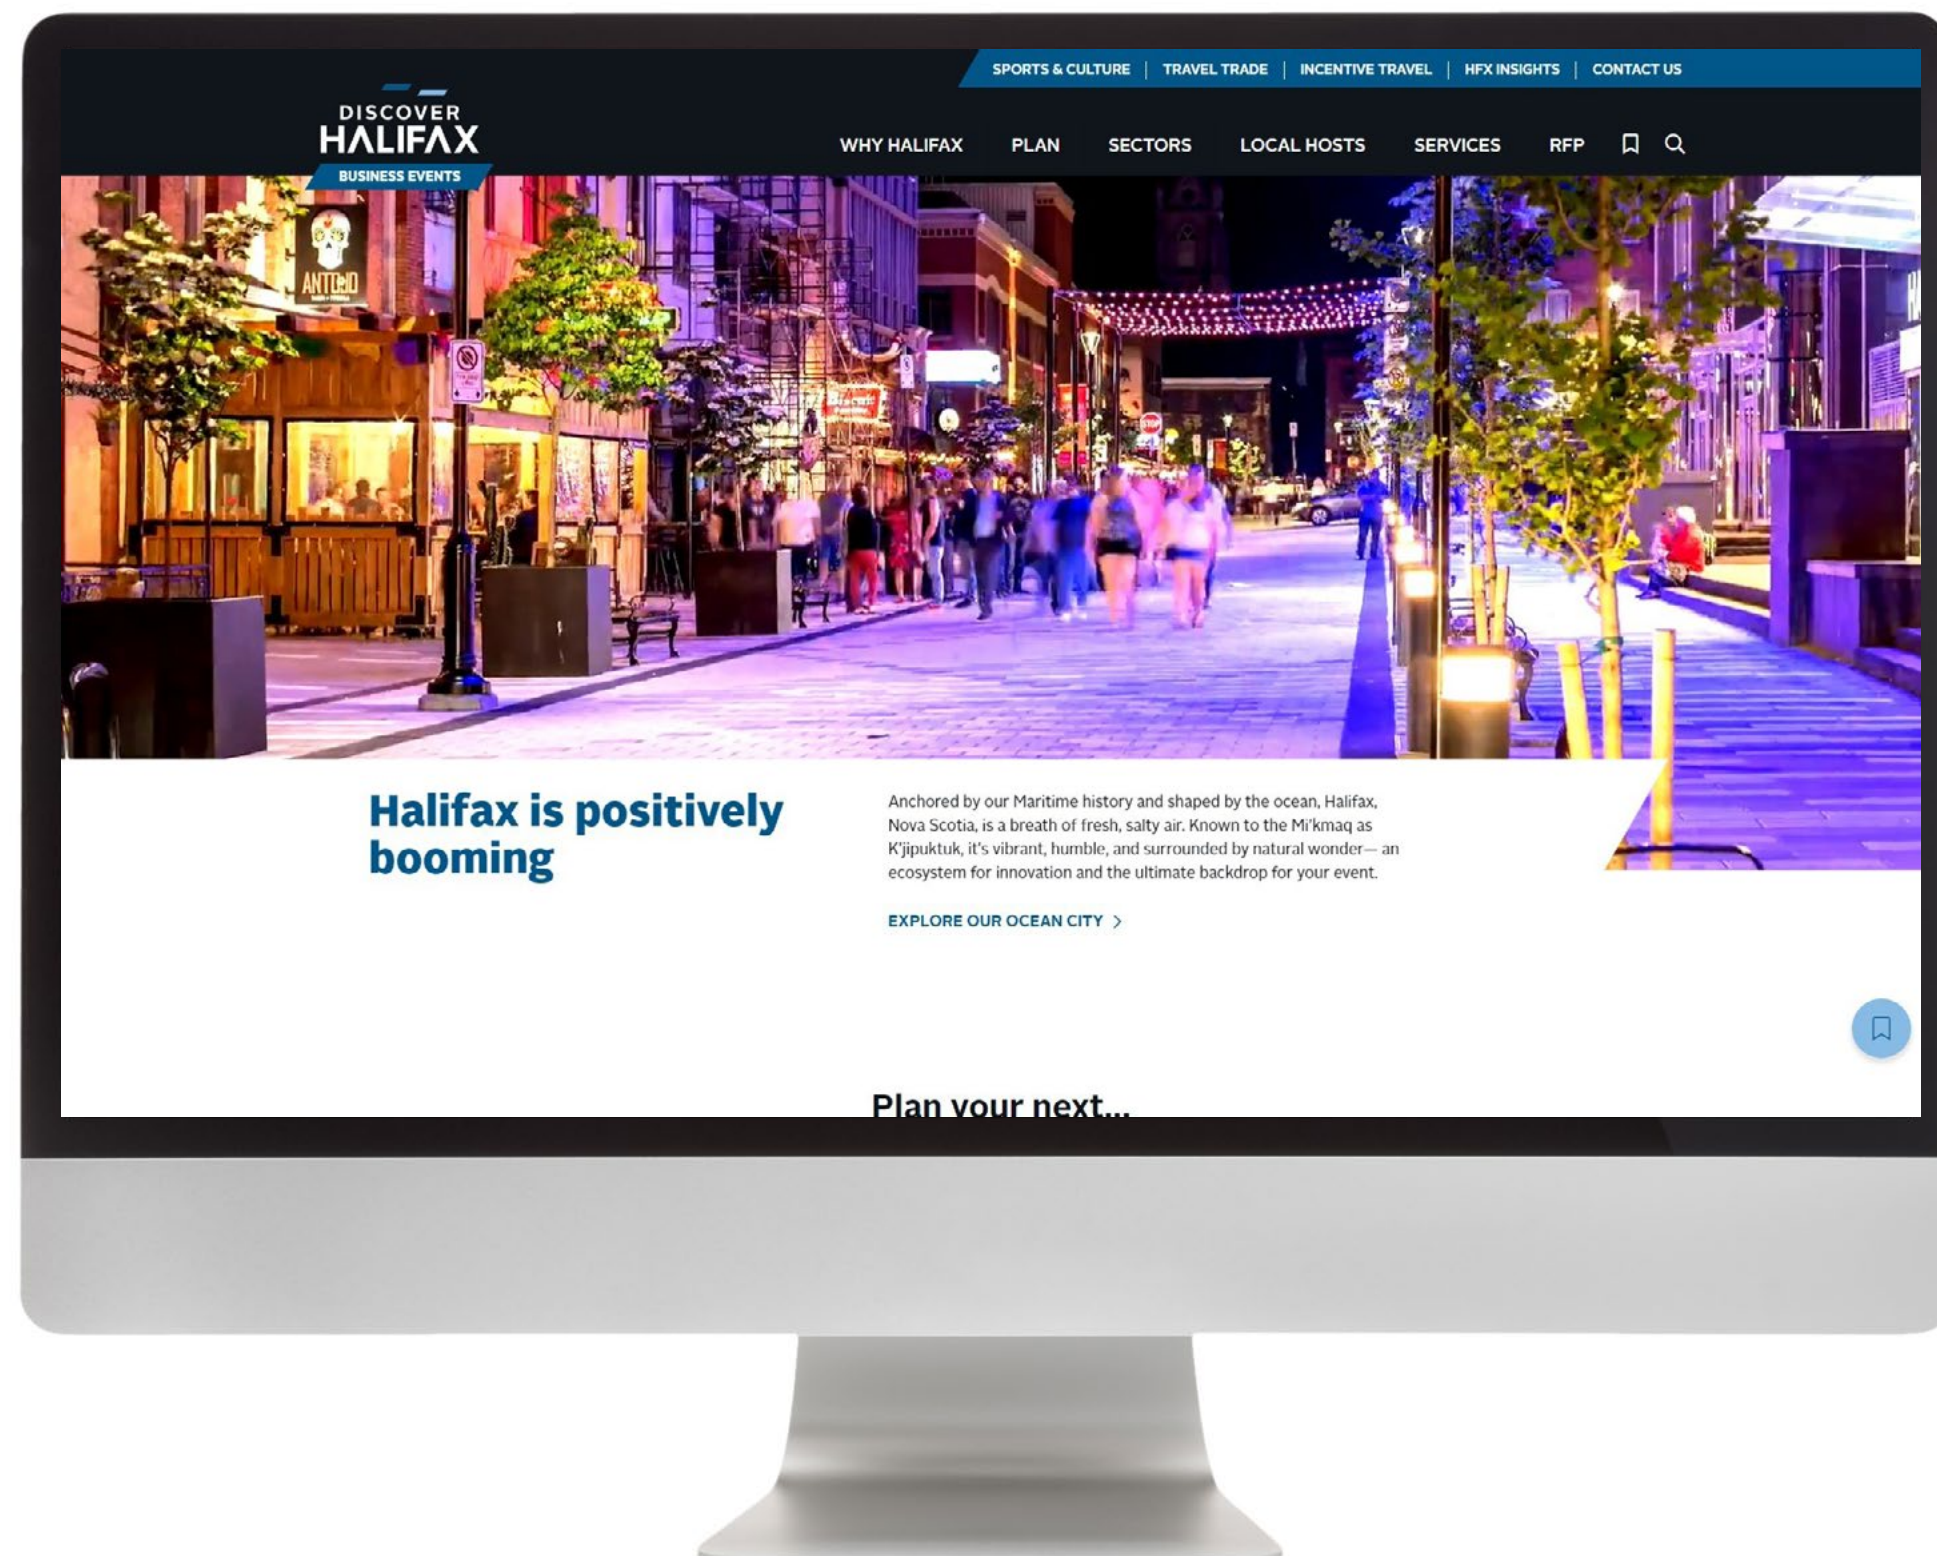 SPORTS & CULTURE | TRAVEL TRADE | INCENTIVE TRAVEL | HFX INSIGHTS | CONTACT US
DISCOVER
HALIFAX
BUSINESS EVENTS
WHY HALIFAX PLAN SECTORS LOCAL HOSTS SERVICES RFP
ANTOJO
Biscuit
STOP
Halifax is positively
booming
Anchored by our Maritime history and shaped by the ocean, Halifax,
Nova Scotia, is a breath of fresh, salty air. Known to the Mi'kmaq as
K'jipuktuk, it's vibrant, humble, and surrounded by natural wonder— an
ecosystem for innovation and the ultimate backdrop for your event.
EXPLORE OUR OCEAN CITY >
Plan your next...